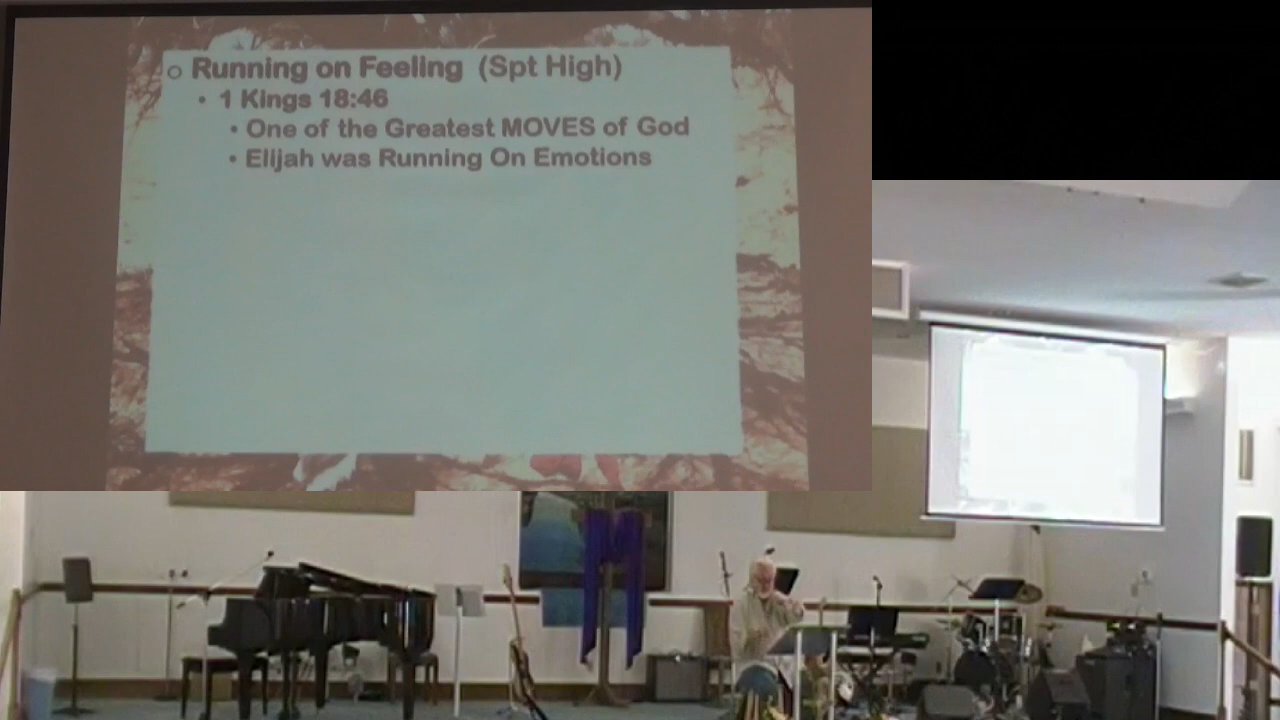 o Running on Feeling (Spt High)
• 1 Kings 18:46
• One of the Greatest MOVES of God
• Elijah was Running On Emotions